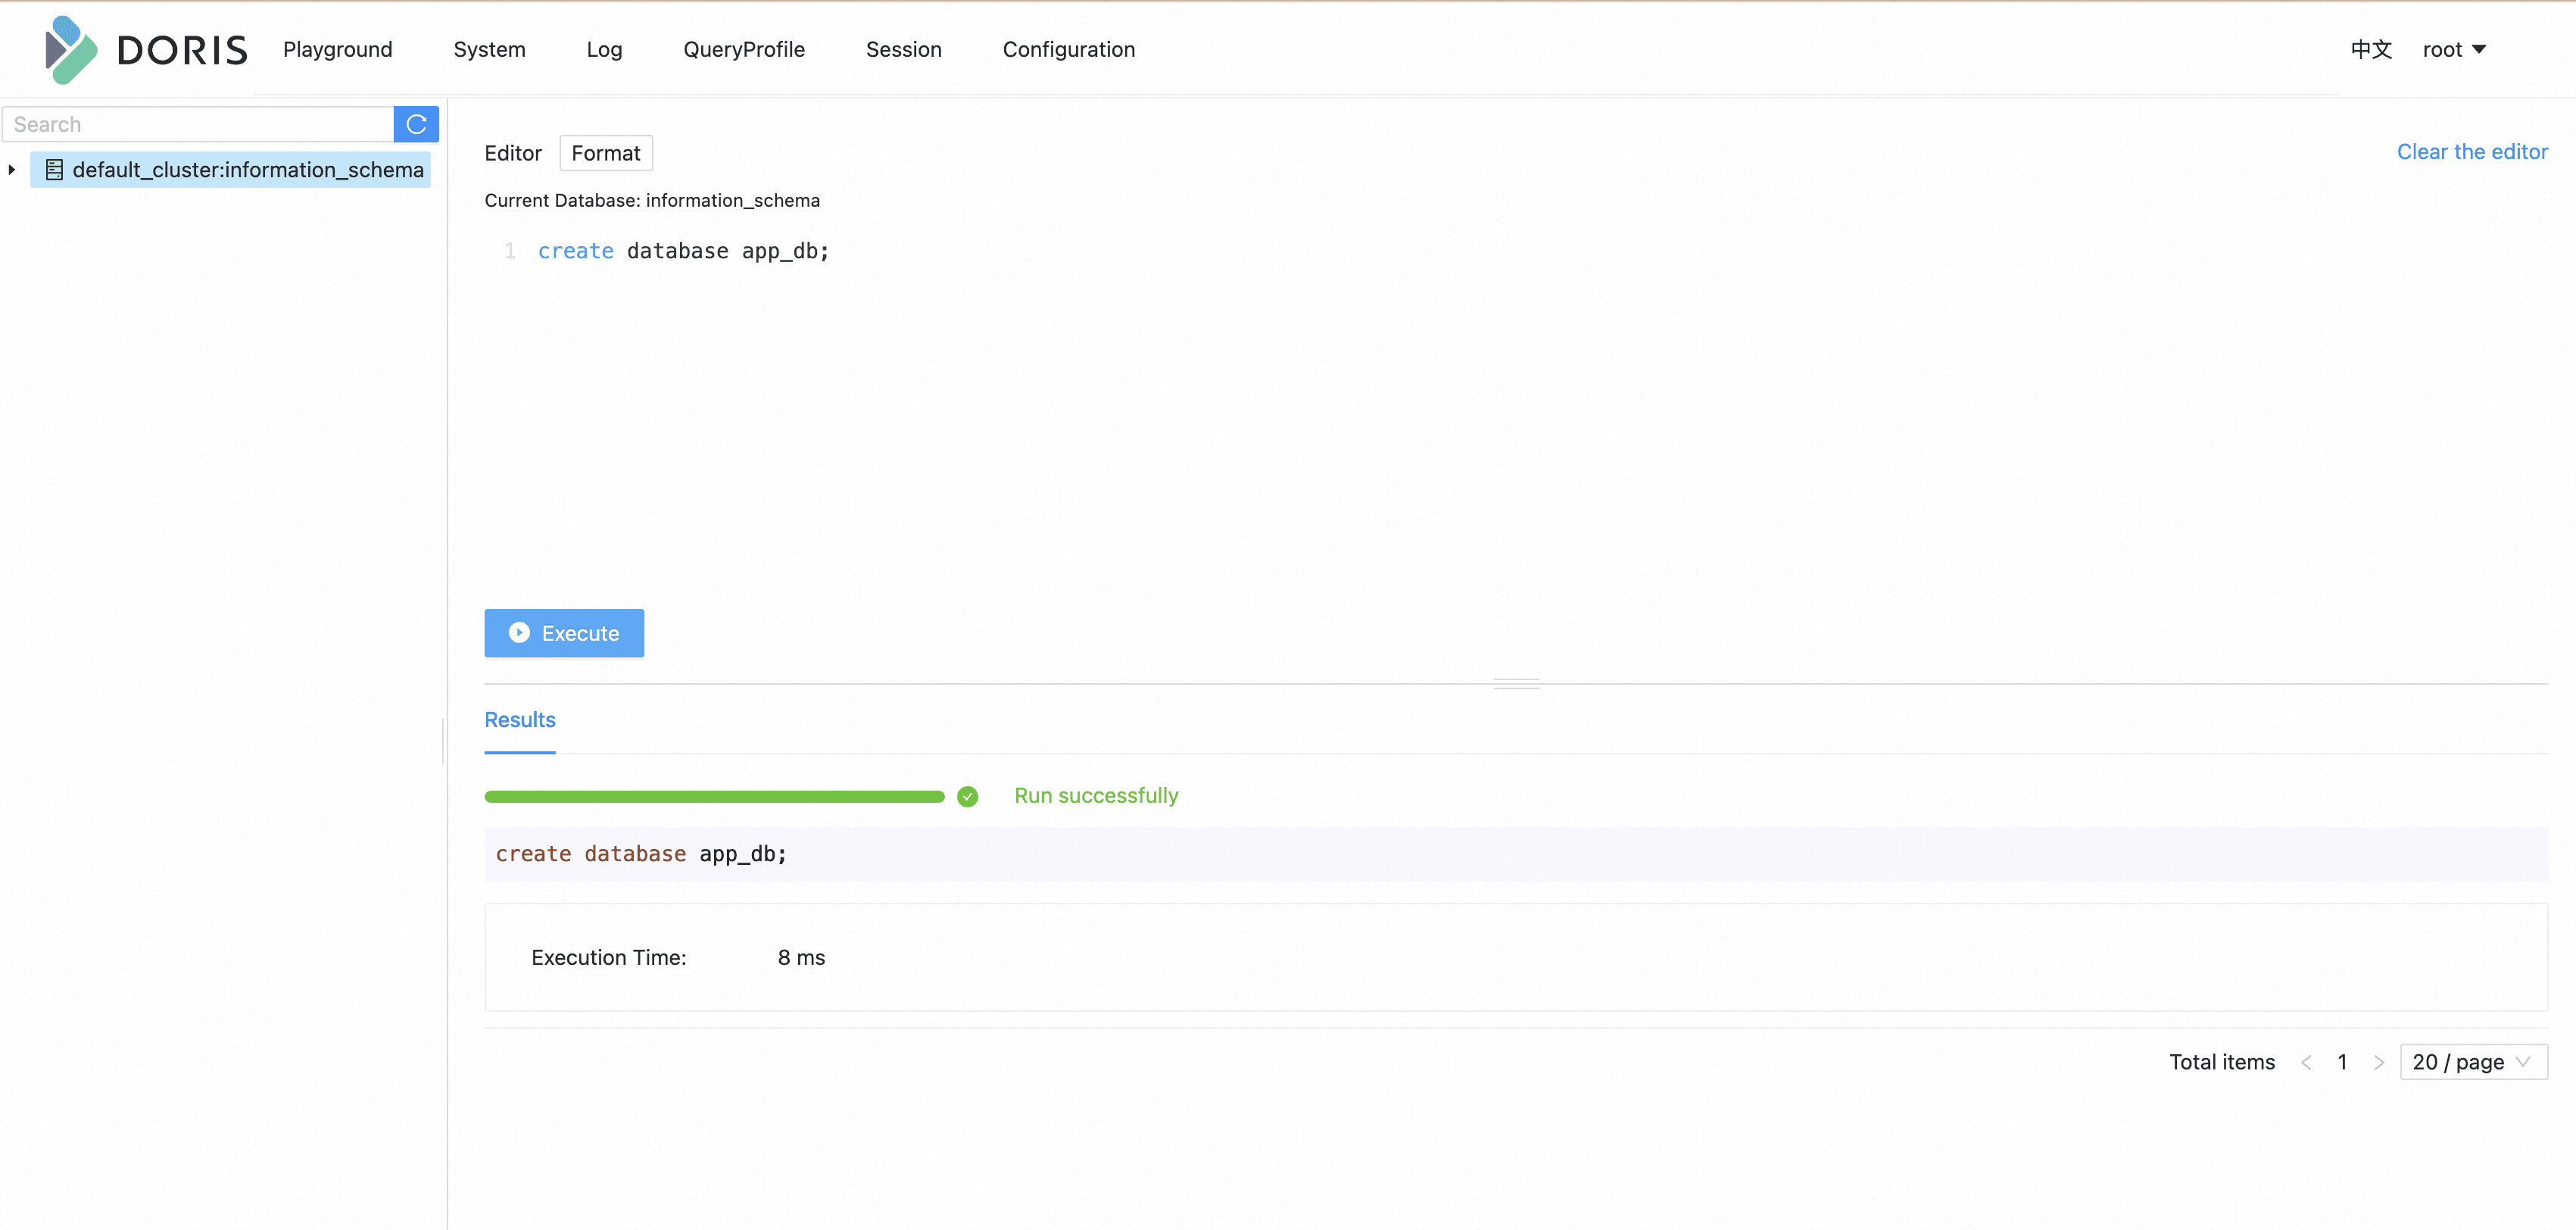 DORIS Playground System Log QueryProfile Session Configuration 中文 root
Search
default_cluster:information_schema
Editor Format Clear the editor
Current Database: information_schema
1 create database app_db;
Execute
Results
Run successfully
create database app_db;
Execution Time: 8 ms
Total items < 1 > 20 / page